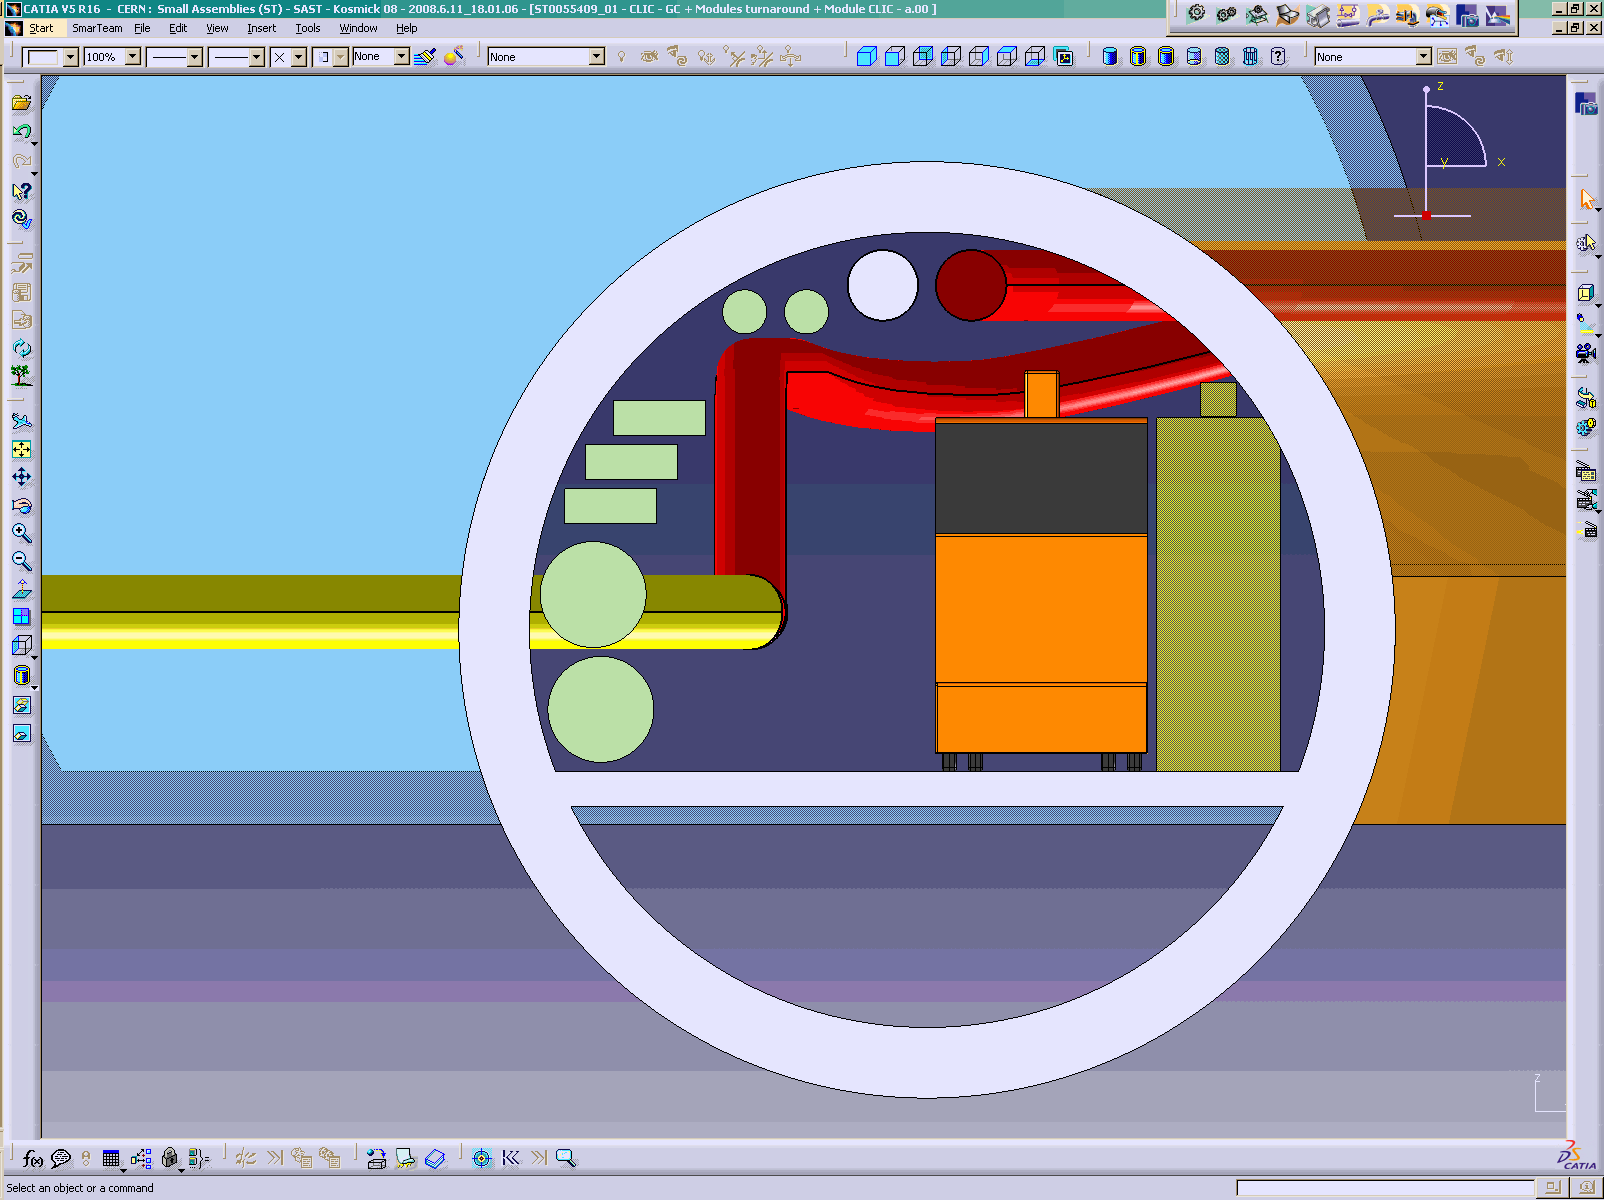 CATIA V5 R16 - CERN : Small Assemblies (ST) - SAST - Kosmick 08 - 2008.6.11_18.01.06 - [ST0055409_01 - CLIC - GC + Modules turnaround + Module CLIC - a.00 ]
Start SmarTeam File Edit View Insert Tools Window Help
100% None None None
z
y x
z
f(x)
DS CATIA
Select an object or a command